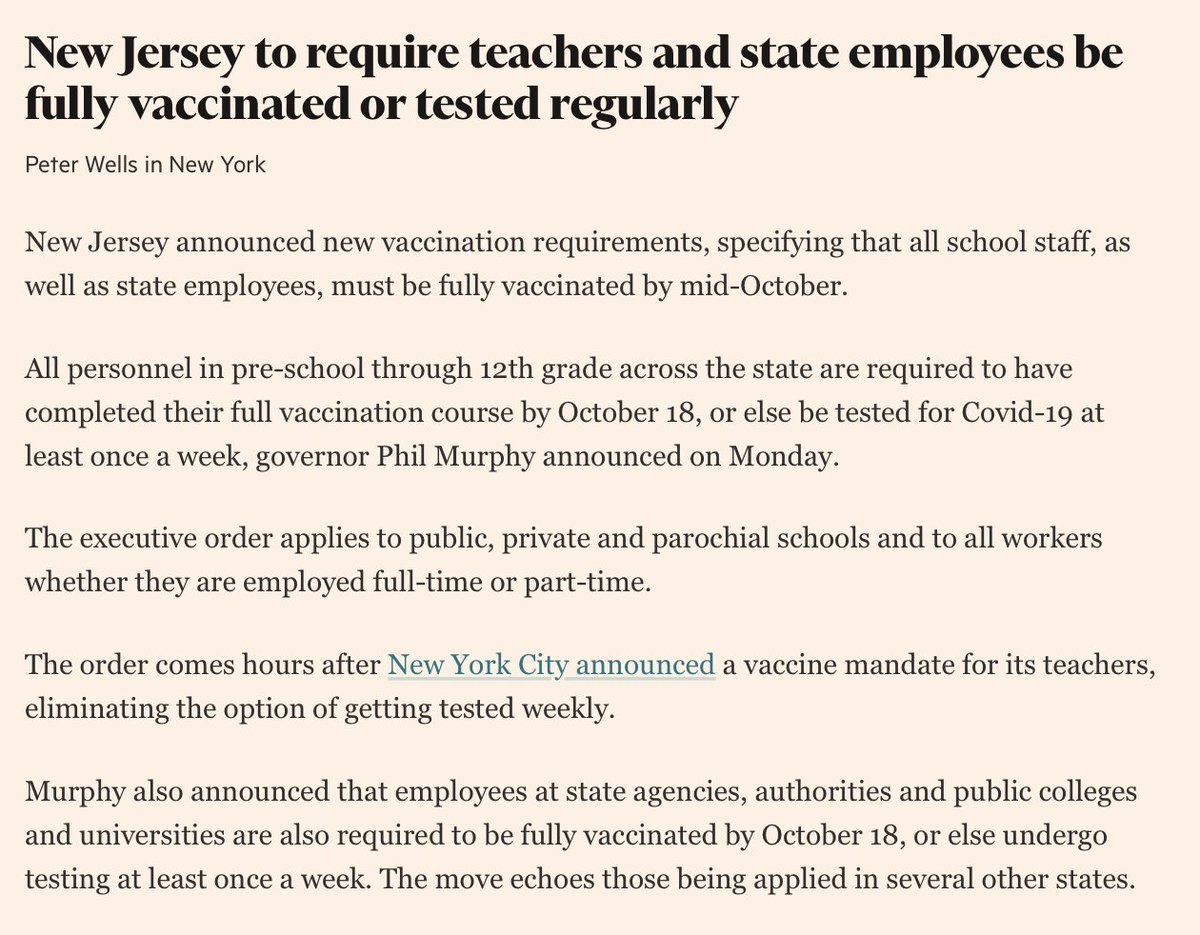 New Jersey to require teachers and state employees be
fully vaccinated or tested regularly
Peter Wells in New York
New Jersey announced new vaccination requirements, specifying that all school staff, as
well as state employees, must be fully vaccinated by mid-October.
All personnel in pre-school through 12th grade across the state are required to have
completed their full vaccination course by October 18, or else be tested for Covid-19 at
least once a week, governor Phil Murphy announced on Monday.
The executive order applies to public, private and parochial schools and to all workers
whether they are employed full-time or part-time.
The order comes hours after New York City announced a vaccine mandate for its teachers,
eliminating the option of getting tested weekly.
Murphy also announced that employees at state agencies, authorities and public colleges
and universities are also required to be fully vaccinated by October 18, or else undergo
testing at least once a week. The move echoes those being applied in several other states.